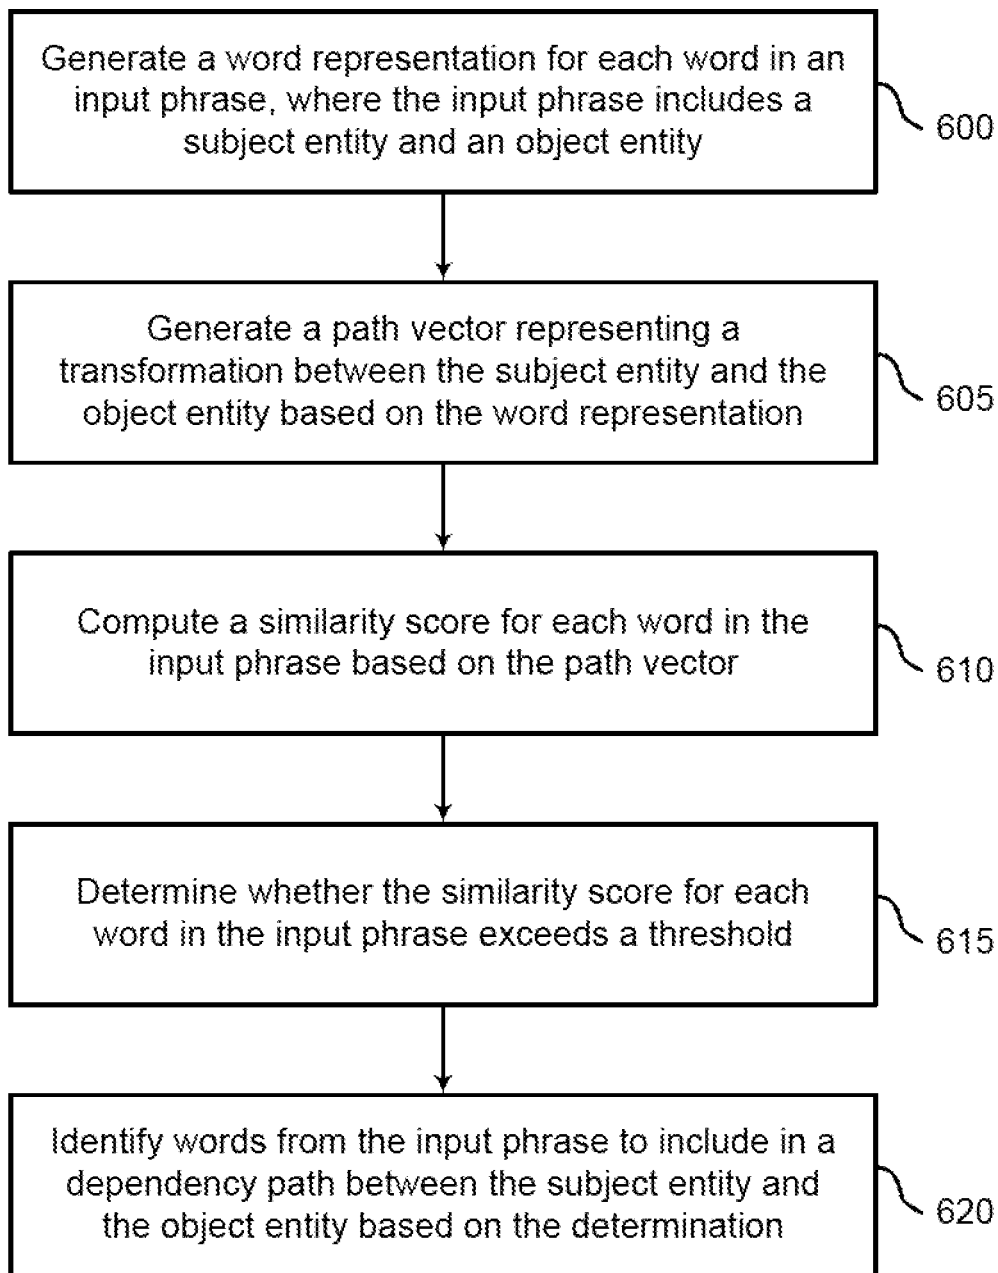 Generate a word representation for each word in an
input phrase, where the input phrase includes a
subject entity and an object entity
600
Generate a path vector representing a
transformation between the subject entity and the
object entity based on the word representation
605
Compute a similarity score for each word in the
input phrase based on the path vector
610
Determine whether the similarity score for each
word in the input phrase exceeds a threshold
615
Identify words from the input phrase to include in a
dependency path between the subject entity and
the object entity based on the determination
620